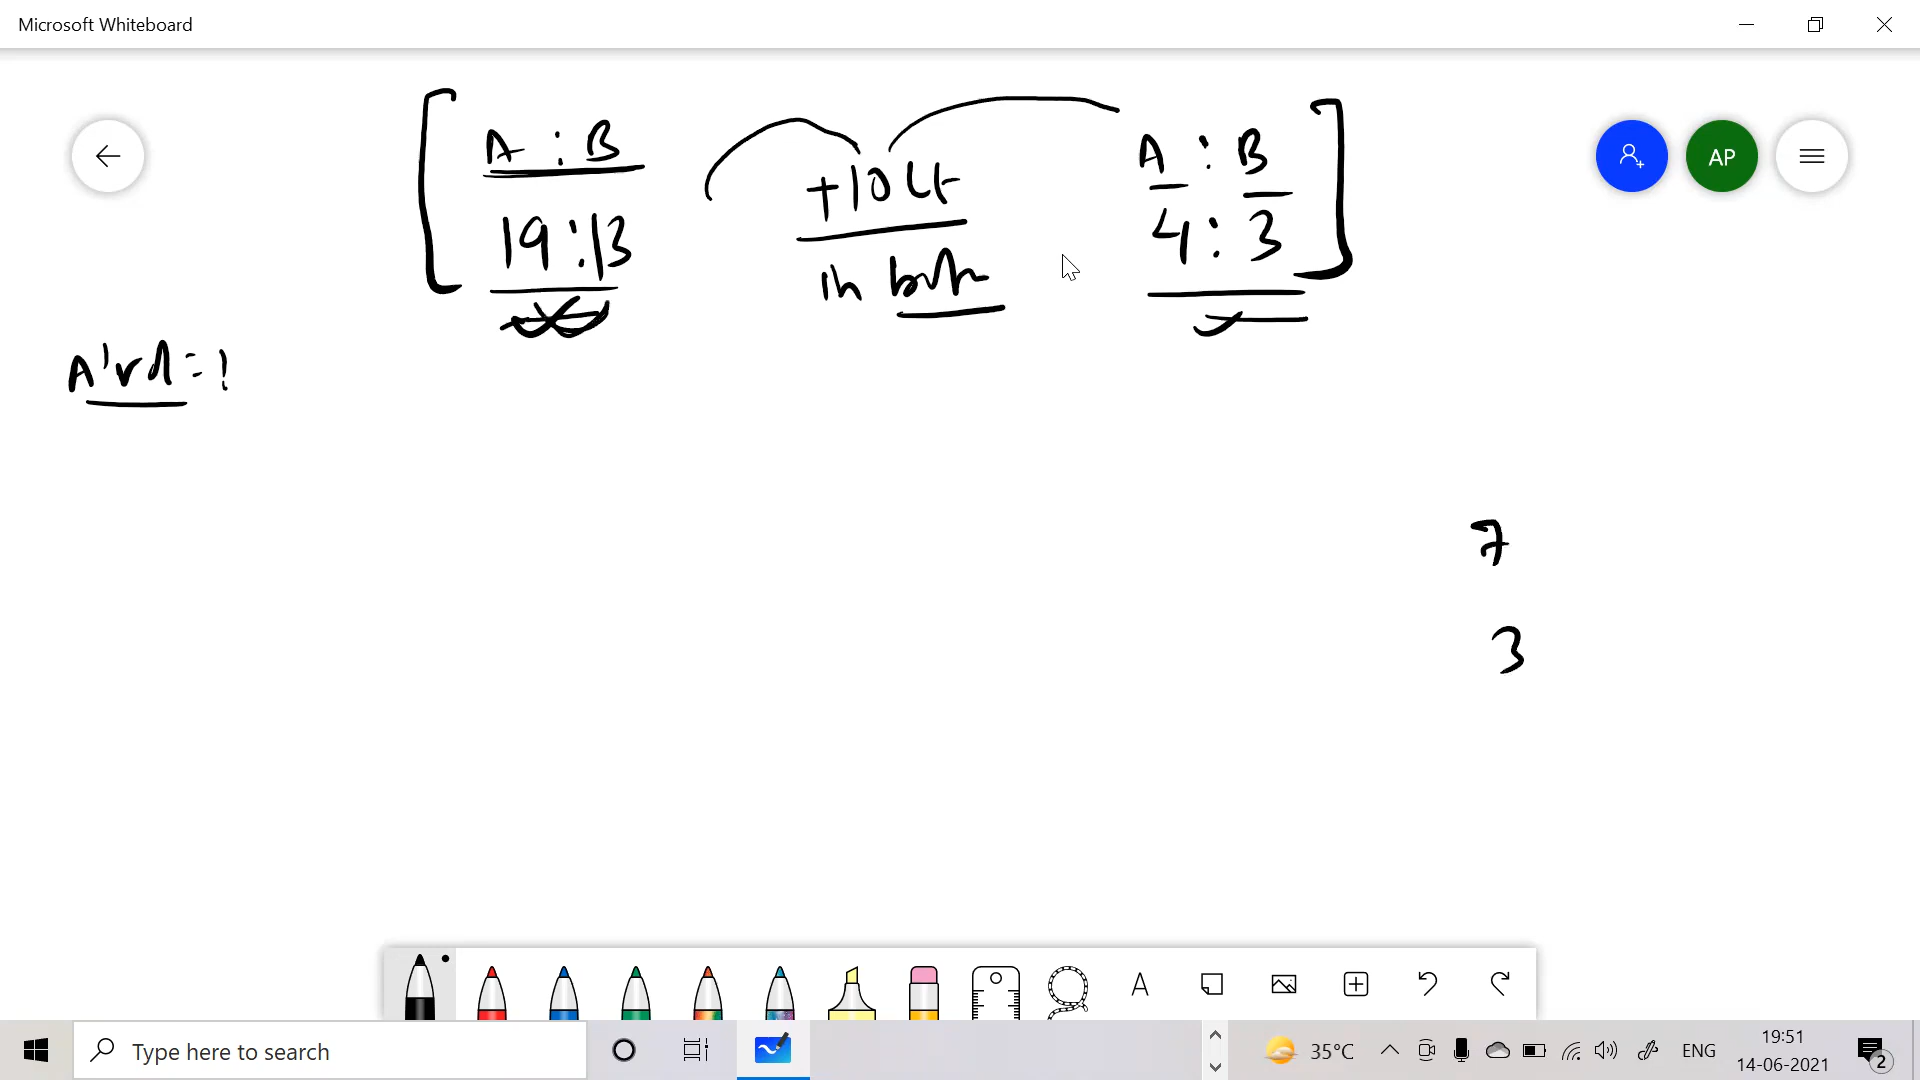 Microsoft Whiteboard
A : B
+10 Lt
A : B
AP
19 : 13
in both
4 : 3
7
3
A
Type here to search
35°C
ENG
19:51
14-06-2021
2